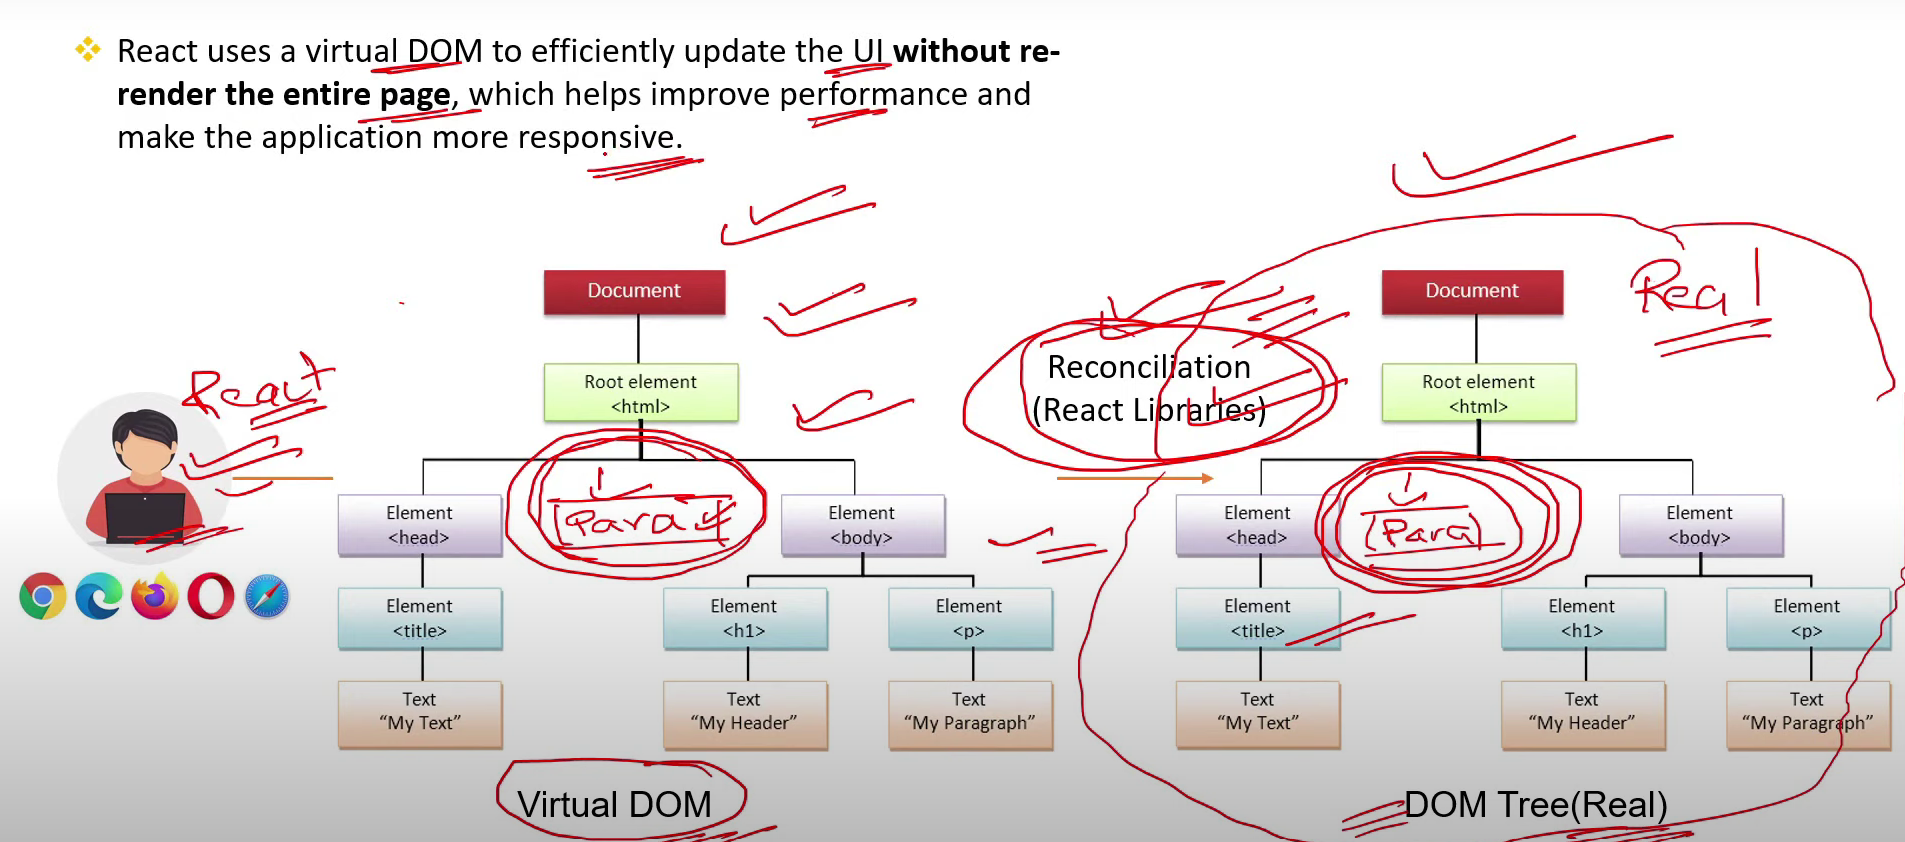 React uses a virtual DOM to efficiently update the UI without re-
render the entire page, which helps improve performance and
make the application more responsive.
React
Document
Root element
<html>
Para
Element
<head>
Element
<body>
Element
<title>
Element
<h1>
Element
<p>
Text
“My Text”
Text
“My Header”
Text
“My Paragraph”
Virtual DOM
Reconciliation
(React Libraries)
Real
Document
Root element
<html>
Para
Element
<head>
Element
<body>
Element
<title>
Element
<h1>
Element
<p>
Text
“My Text”
Text
“My Header”
Text
“My Paragraph”
DOM Tree(Real)